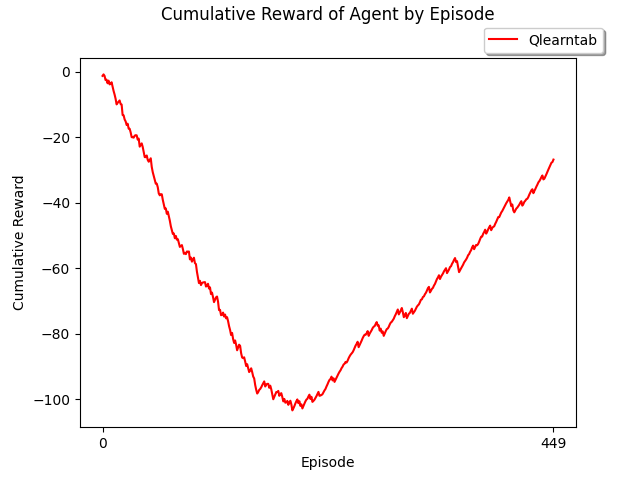 Cumulative Reward of Agent by Episode
Qlearntab
0
−20
−40
−60
−80
−100
Cumulative Reward
0
449
Episode